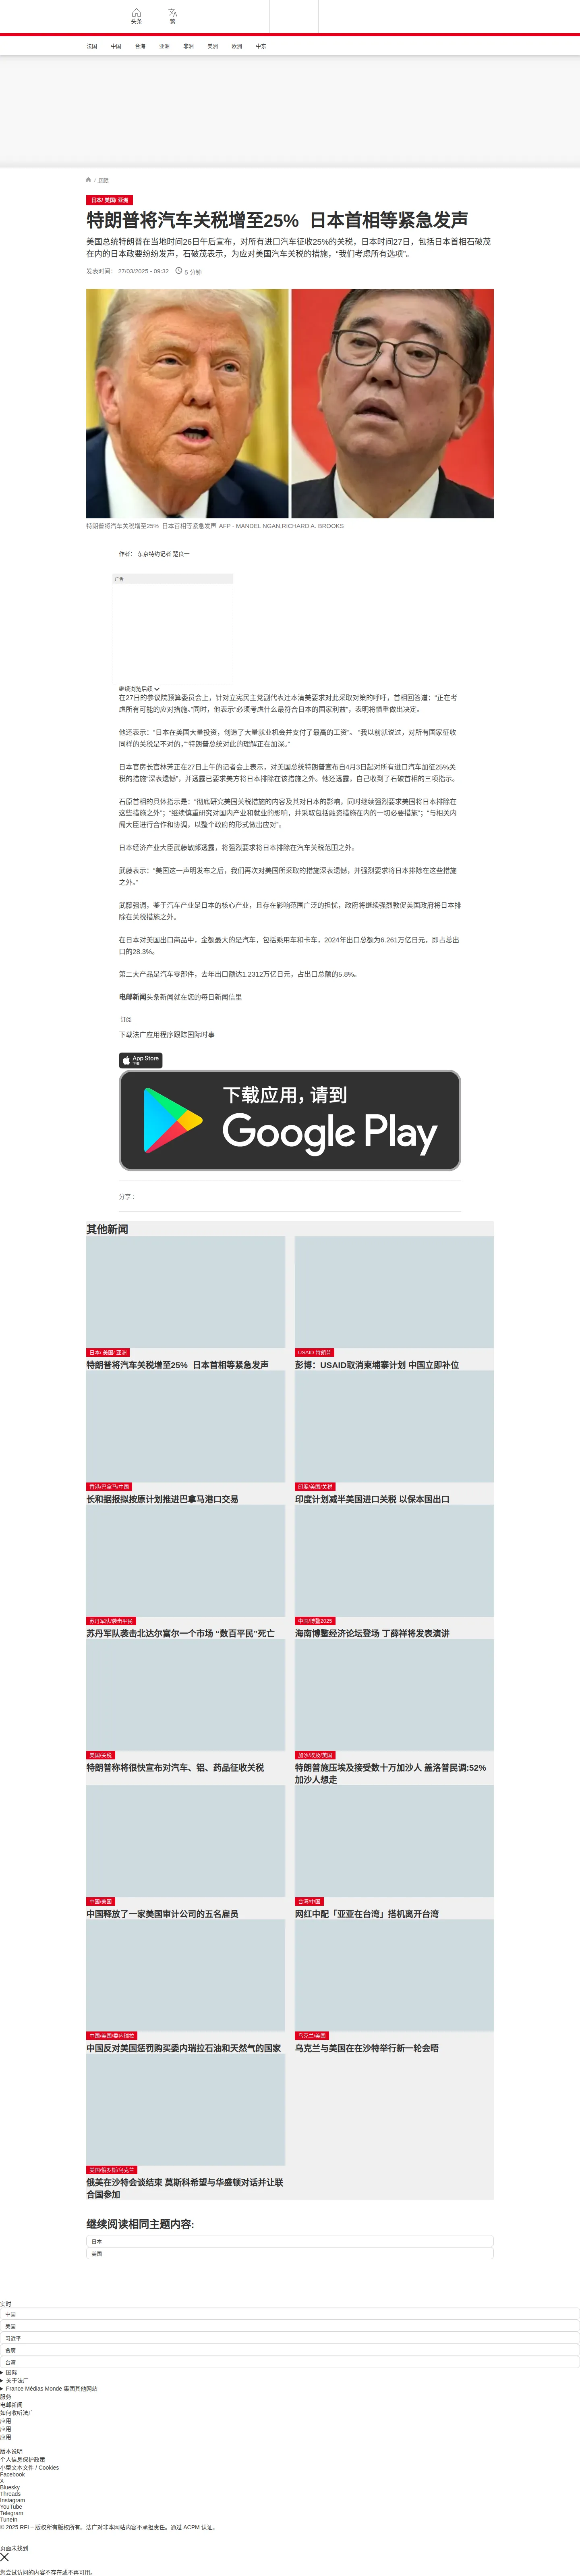 头条
繁
法国 中国 台海 亚洲 非洲 美洲 欧洲 中东
/ 国际
日本/ 美国/ 亚洲
特朗普将汽车关税增至25%  日本首相等紧急发声
美国总统特朗普在当地时间26日午后宣布，对所有进口汽车征收25%的关税，日本时间27日，包括日本首相石破茂
在内的日本政要纷纷发声，石破茂表示，为应对美国汽车关税的措施，“我们考虑所有选项”。
发表时间： 27/03/2025 - 09:32 5 分钟
特朗普将汽车关税增至25%  日本首相等紧急发声 AFP - MANDEL NGAN,RICHARD A. BROOKS
作者： 东京特约记者 楚良一
广告
继续浏览后续
在27日的参议院预算委员会上，针对立宪民主党副代表辻本清美要求对此采取对策的呼吁，首相回答道：“正在考
虑所有可能的应对措施。”同时，他表示“必须考虑什么最符合日本的国家利益”，表明将慎重做出决定。
他还表示：“日本在美国大量投资，创造了大量就业机会并支付了最高的工资”。 “我以前就说过，对所有国家征收
同样的关税是不对的，”“特朗普总统对此的理解正在加深。”
日本官房长官林芳正在27日上午的记者会上表示，对美国总统特朗普宣布自4月3日起对所有进口汽车加征25%关
税的措施“深表遗憾”，并透露已要求美方将日本排除在该措施之外。他还透露，自己收到了石破首相的三项指示。
石原首相的具体指示是：“彻底研究美国关税措施的内容及其对日本的影响，同时继续强烈要求美国将日本排除在
这些措施之外”；“继续慎重研究对国内产业和就业的影响，并采取包括融资措施在内的一切必要措施”；“与相关内
阁大臣进行合作和协调，以整个政府的形式做出应对”。
日本经济产业大臣武藤敏郎透露，将强烈要求将日本排除在汽车关税范围之外。
武藤表示：“美国这一声明发布之后，我们再次对美国所采取的措施深表遗憾，并强烈要求将日本排除在这些措施
之外。”
武藤强调，鉴于汽车产业是日本的核心产业，且存在影响范围广泛的担忧，政府将继续强烈敦促美国政府将日本排
除在关税措施之外。
在日本对美国出口商品中，金额最大的是汽车，包括乘用车和卡车，2024年出口总额为6.261万亿日元，即占总出
口的28.3%。
第二大产品是汽车零部件，去年出口额达1.2312万亿日元，占出口总额的5.8%。
电邮新闻头条新闻就在您的每日新闻信里
订阅
下载法广应用程序跟踪国际时事
App Store
下载
下载应用，请到
Google Play
分享 :
其他新闻
日本/ 美国/ 亚洲
特朗普将汽车关税增至25%  日本首相等紧急发声
USAID 特朗普
彭博：USAID取消柬埔寨计划 中国立即补位
香港/巴拿马/中国
长和据报拟按原计划推进巴拿马港口交易
印度/美国/关税
印度计划减半美国进口关税 以保本国出口
苏丹军队/袭击平民
苏丹军队袭击北达尔富尔一个市场 “数百平民”死亡
中国/博鳌2025
海南博鳌经济论坛登场 丁薛祥将发表演讲
美国/关税
特朗普称将很快宣布对汽车、铝、药品征收关税
加沙/埃及/美国
特朗普施压埃及接受数十万加沙人 盖洛普民调:52%
加沙人想走
中国/美国
中国释放了一家美国审计公司的五名雇员
台湾/中国
网红中配「亚亚在台湾」搭机离开台湾
中国/美国/委内瑞拉
中国反对美国惩罚购买委内瑞拉石油和天然气的国家
乌克兰/美国
乌克兰与美国在在沙特举行新一轮会晤
美国/俄罗斯/乌克兰
俄美在沙特会谈结束 莫斯科希望与华盛顿对话并让联
合国参加
继续阅读相同主题内容:
日本
美国
实时
中国
美国
习近平
贪腐
台湾
国际
关于法广
France Médias Monde 集团其他网站
服务
电邮新闻
如何收听法广
应用
应用
应用
版本说明
个人信息保护政策
小型文本文件 / Cookies
Facebook
X
Bluesky
Threads
Instagram
YouTube
Telegram
TuneIn
© 2025 RFI – 版权所有版权所有。法广对非本网站内容不承担责任。通过 ACPM 认证。
页面未找到
您尝试访问的内容不存在或不再可用。